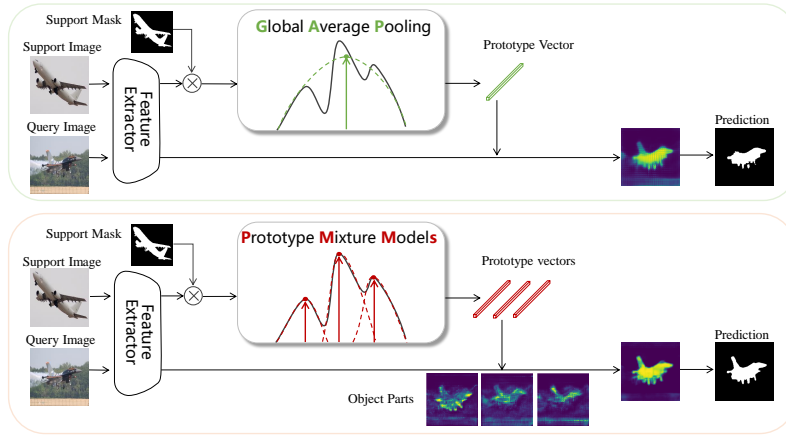 Support Mask
Global Average Pooling
Support Image
Prototype Vector
Feature
Extractor
Query Image
Prediction
Support Mask
Prototype Mixture Models
Support Image
Prototype vectors
Feature
Extractor
Query Image
Prediction
Object Parts